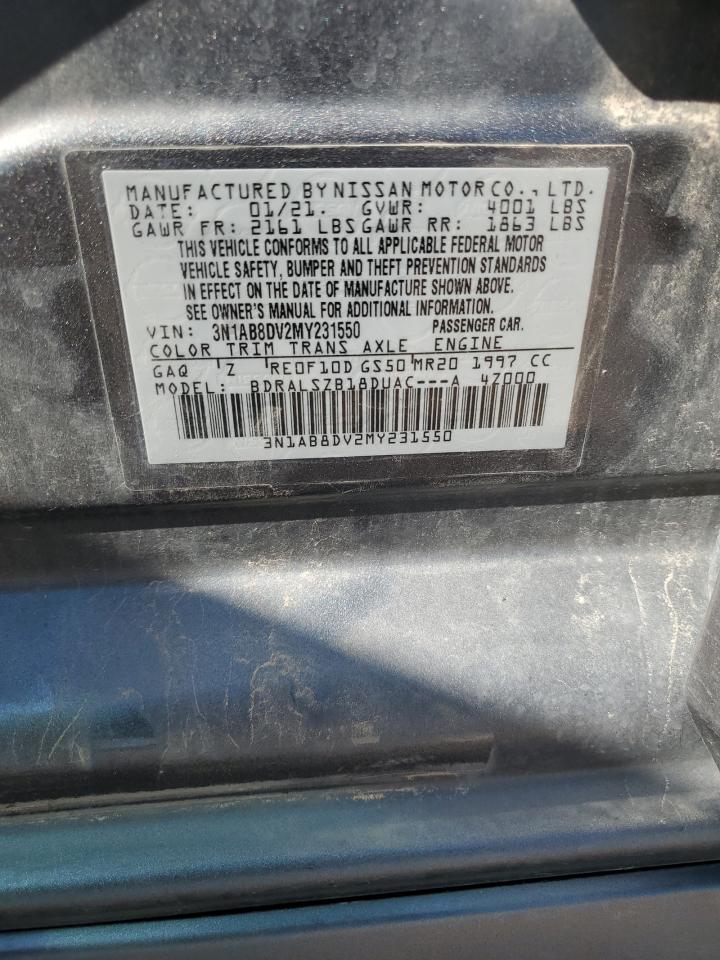 MANUFACTURED BY NISSAN MOTOR CO., LTD.
DATE: 01/21. GVWR: 4001 LBS
GAWR FR: 2161 LBS GAWR RR: 1863 LBS
THIS VEHICLE CONFORMS TO ALL APPLICABLE FEDERAL MOTOR
VEHICLE SAFETY, BUMPER AND THEFT PREVENTION STANDARDS
IN EFFECT ON THE DATE OF MANUFACTURE SHOWN ABOVE.
SEE OWNER'S MANUAL FOR ADDITIONAL INFORMATION.
VIN: 3N1AB8DV2MY231550 PASSENGER CAR.
COLOR TRIM TRANS AXLE ENGINE
GAQ Z RE0F10D GS50 MR20 1997 CC
MODEL: BDRALSZB18DUAC---A 4Z000
3N1AB8DV2MY231550